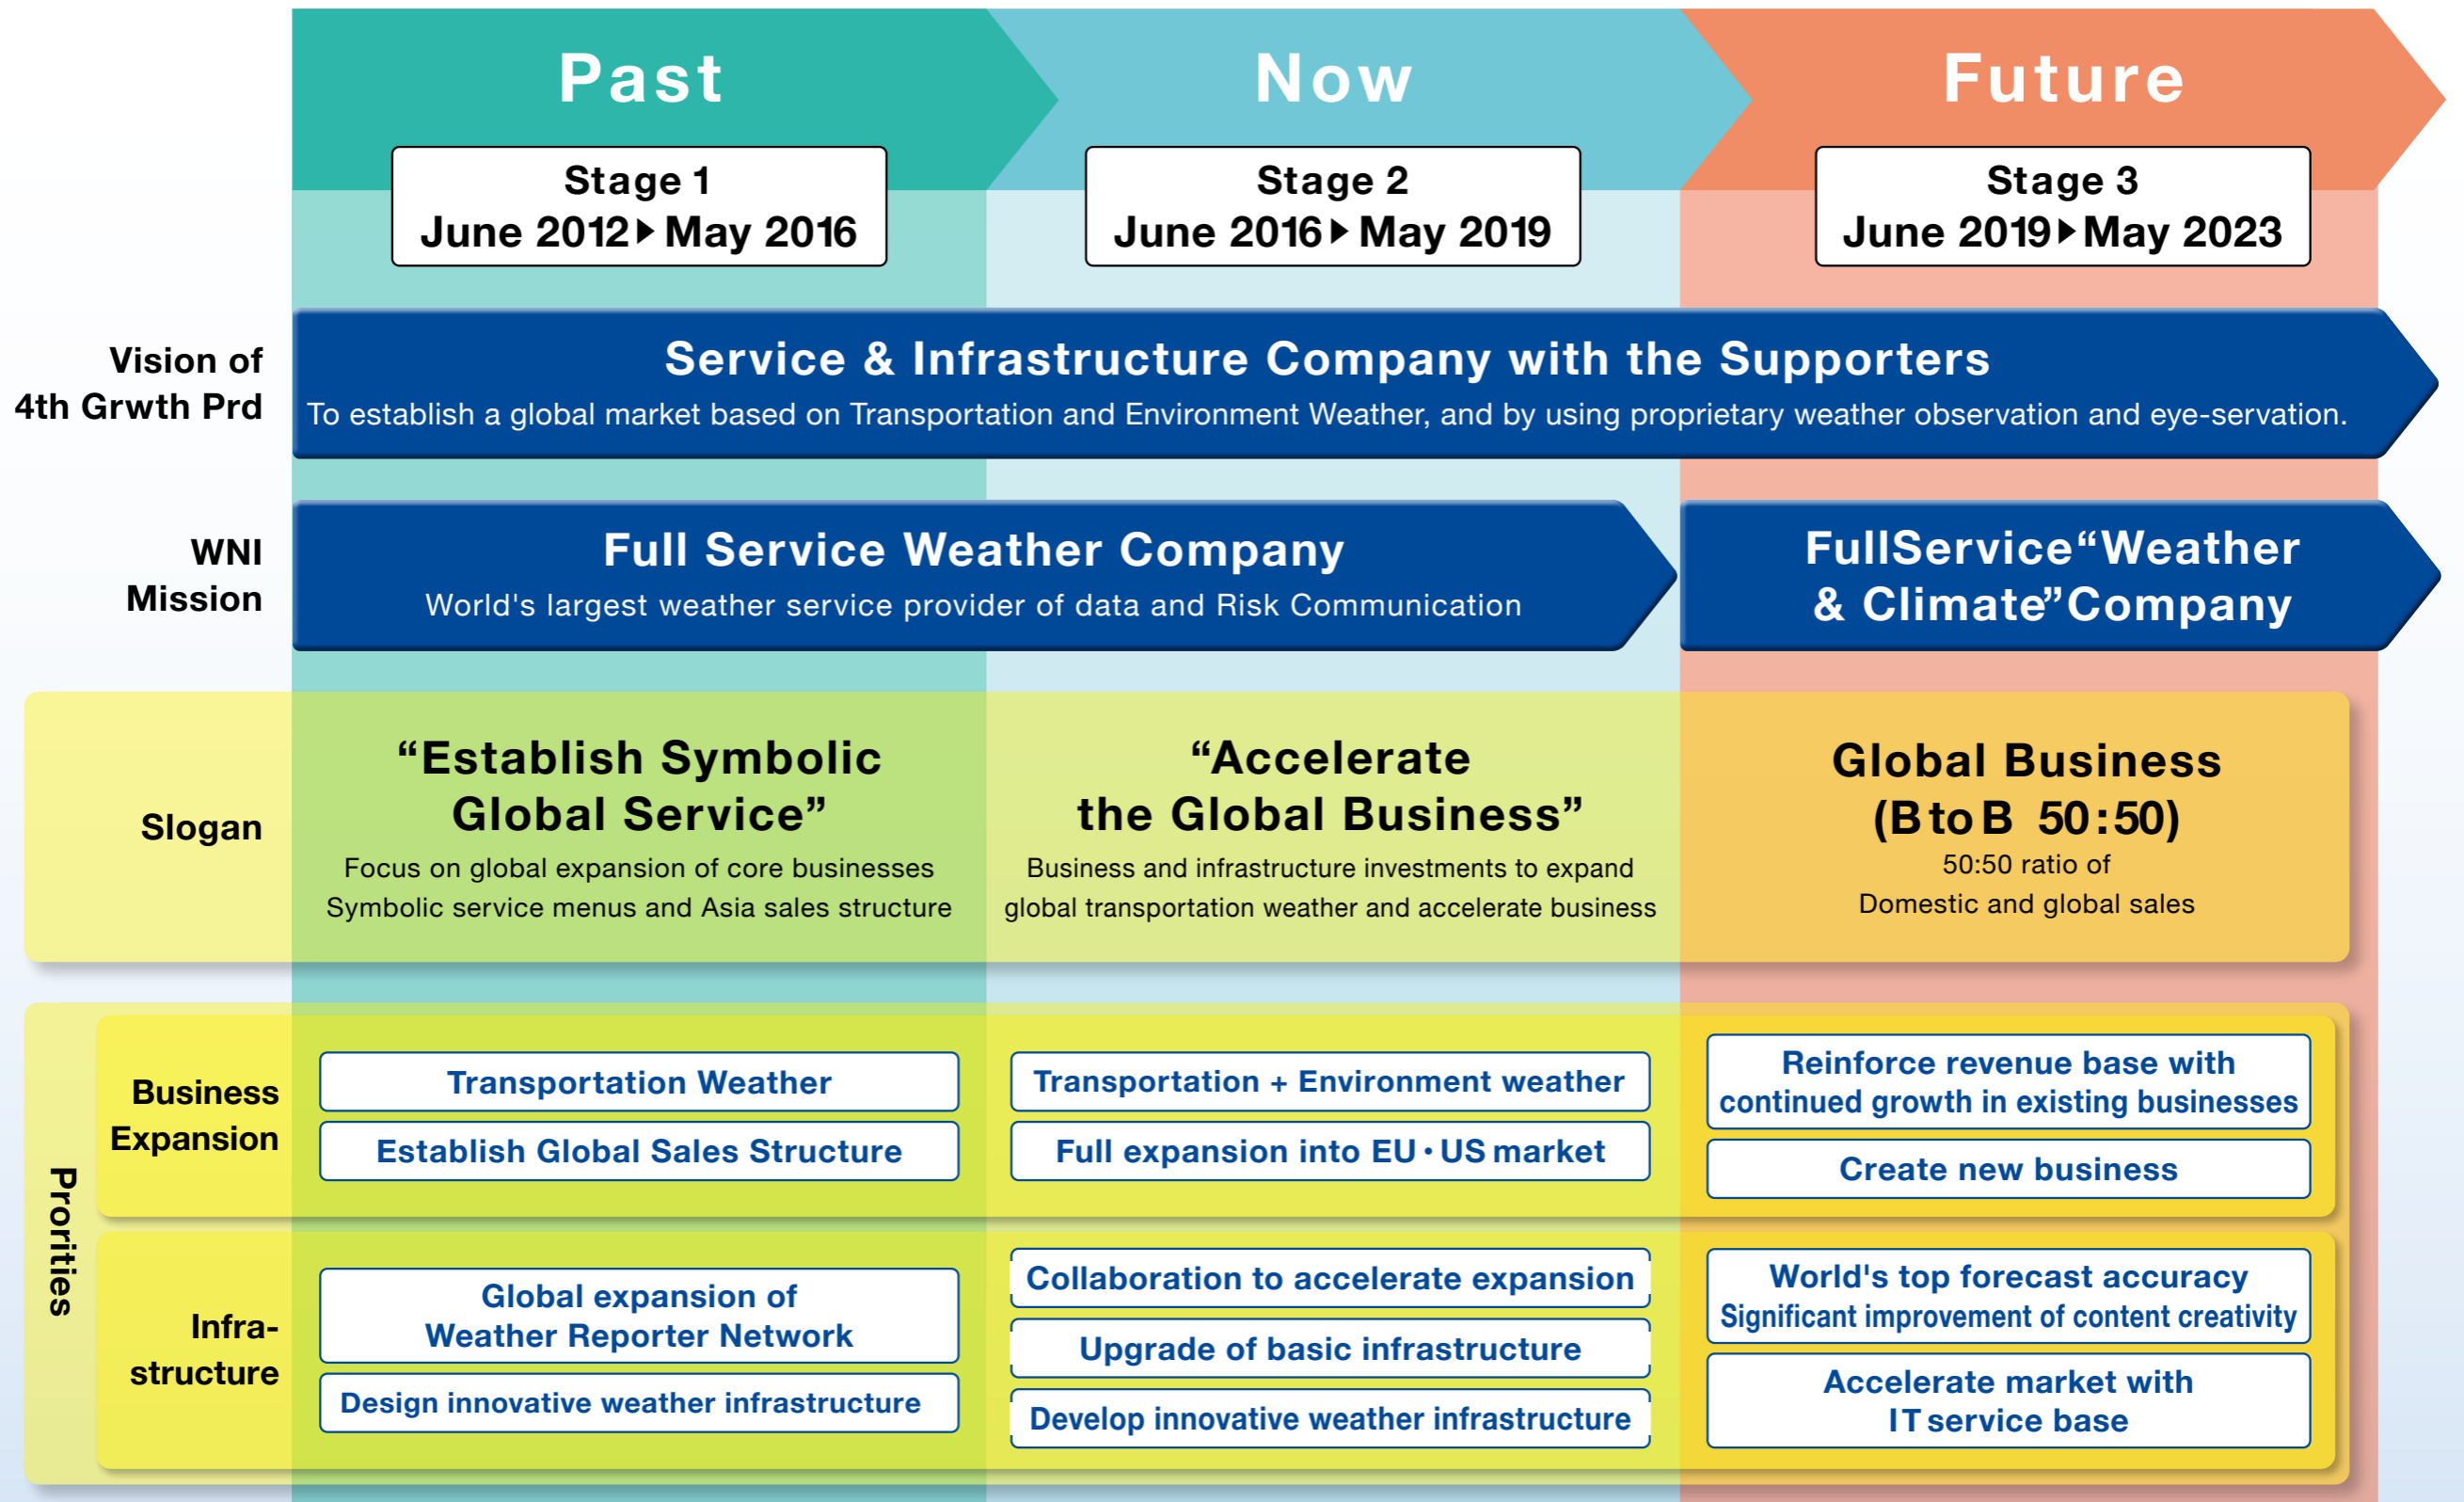 Past
Now
Future
Stage 1
June 2012▶May 2016
Stage 2
June 2016▶May 2019
Stage 3
June 2019▶May 2023
Vision of
4th Grwth Prd
Service & Infrastructure Company with the Supporters
To establish a global market based on Transportation and Environment Weather, and by using proprietary weather observation and eye-servation.
WNI
Mission
Full Service Weather Company
World's largest weather service provider of data and Risk Communication
FullService“Weather
& Climate”Company
Slogan
“Establish Symbolic
Global Service”
Focus on global expansion of core businesses
Symbolic service menus and Asia sales structure
“Accelerate
the Global Business”
Business and infrastructure investments to expand
global transportation weather and accelerate business
Global Business
(BtoB 50:50)
50:50 ratio of
Domestic and global sales
Prorities
Business
Expansion
Transportation Weather
Establish Global Sales Structure
Transportation + Environment weather
Full expansion into EU・US market
Reinforce revenue base with
continued growth in existing businesses
Create new business
Infra-
structure
Global expansion of
Weather Reporter Network
Design innovative weather infrastructure
Collaboration to accelerate expansion
Upgrade of basic infrastructure
Develop innovative weather infrastructure
World's top forecast accuracy
Significant improvement of content creativity
Accelerate market with
IT service base